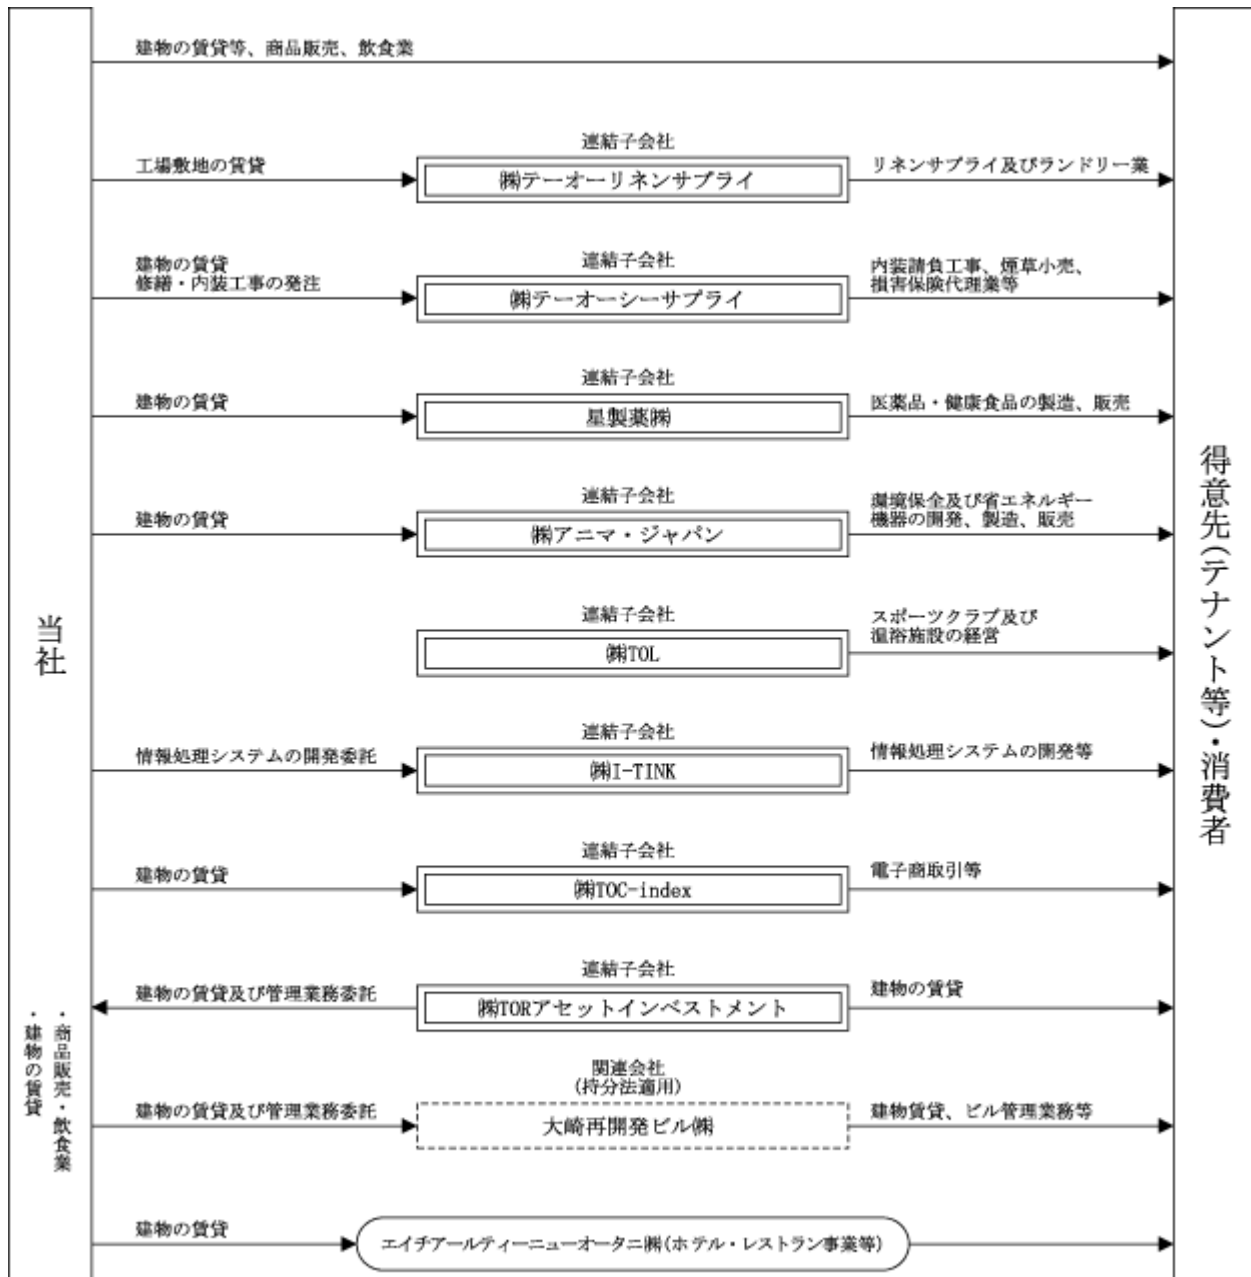 建物の賃貸等、商品販売、飲食業
連結子会社
工場敷地の賃貸
㈱テーオーリネンサプライ
リネンサプライ及びランドリー業
連結子会社
建物の賃貸
修繕・内装工事の発注
㈱テーオーシーサプライ
内装請負工事、煙草小売、
損害保険代理業等
連結子会社
建物の賃貸
星製薬㈱
医薬品・健康食品の製造、販売
連結子会社
建物の賃貸
㈱アニマ・ジャパン
環境保全及び省エネルギー
機器の開発、製造、販売
連結子会社
㈱TOL
スポーツクラブ及び
温浴施設の経営
当社
得意先(テナント等)・消費者
連結子会社
情報処理システムの開発委託
㈱I-TINK
情報処理システムの開発等
連結子会社
建物の賃貸
㈱TOC-index
電子商取引等
連結子会社
建物の賃貸及び管理業務委託
㈱TORアセットインベストメント
建物の賃貸
・商品販売・飲食業
・建物の賃貸
関連会社
(持分法適用)
建物の賃貸及び管理業務委託
大崎再開発ビル㈱
建物賃貸、ビル管理業務等
建物の賃貸
エイチアールティーニューオータニ㈱(ホテル・レストラン事業等)